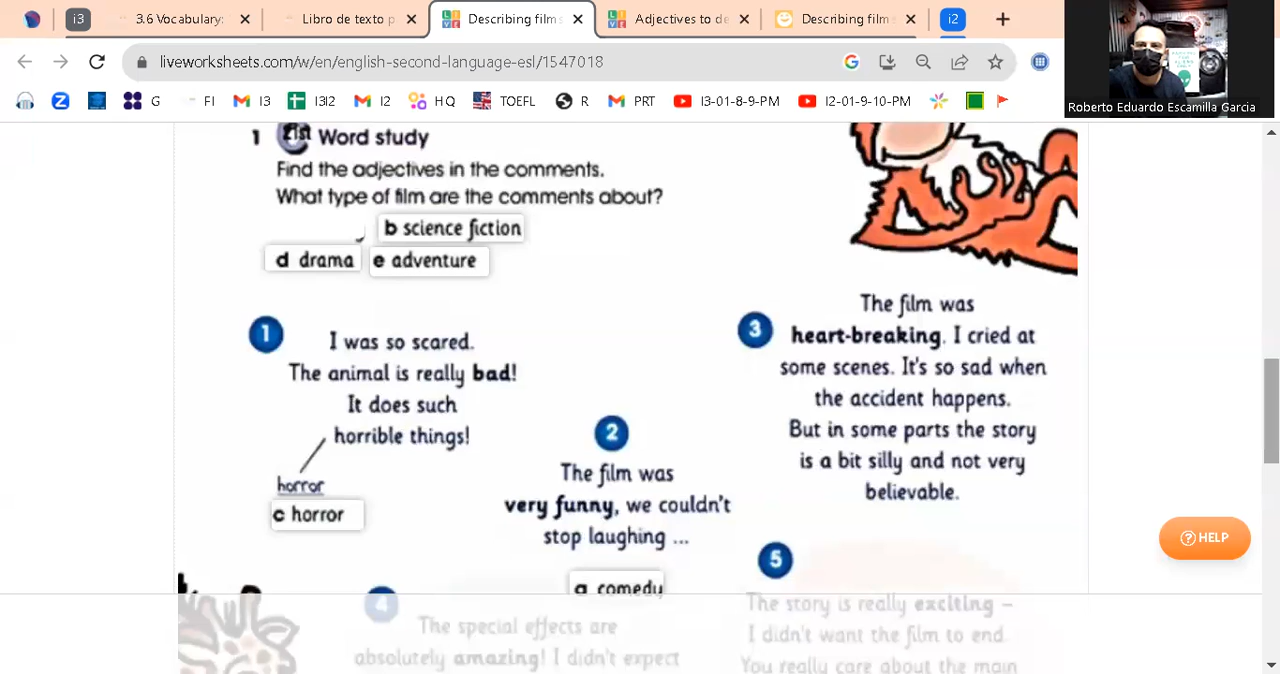 i3
3.6 Vocabulary:
Libro de texto p
Describing film
Adjectives to de
Describing film
i2
liveworksheets.com/w/en/english-second-language-esl/1547018
G
FI
I3
I3I2
I2
HQ
TOEFL
R
PRT
I3-01-8-9-PM
I2-01-9-10-PM
Roberto Eduardo Escamilla Garcia
1 Word study
Find the adjectives in the comments.
What type of film are the comments about?
b science fiction
d drama
e adventure
1
I was so scared.
The animal is really bad!
It does such
horrible things!
horror
c horror
2
The film was
very funny, we couldn't
stop laughing ...
a comedy
3
The film was
heart-breaking. I cried at
some scenes. It's so sad when
the accident happens.
But in some parts the story
is a bit silly and not very
believable.
4
The special effects are
absolutely amazing! I didn't expect
5
The story is really exciting –
I didn't want the film to end
You really care about the main
HELP